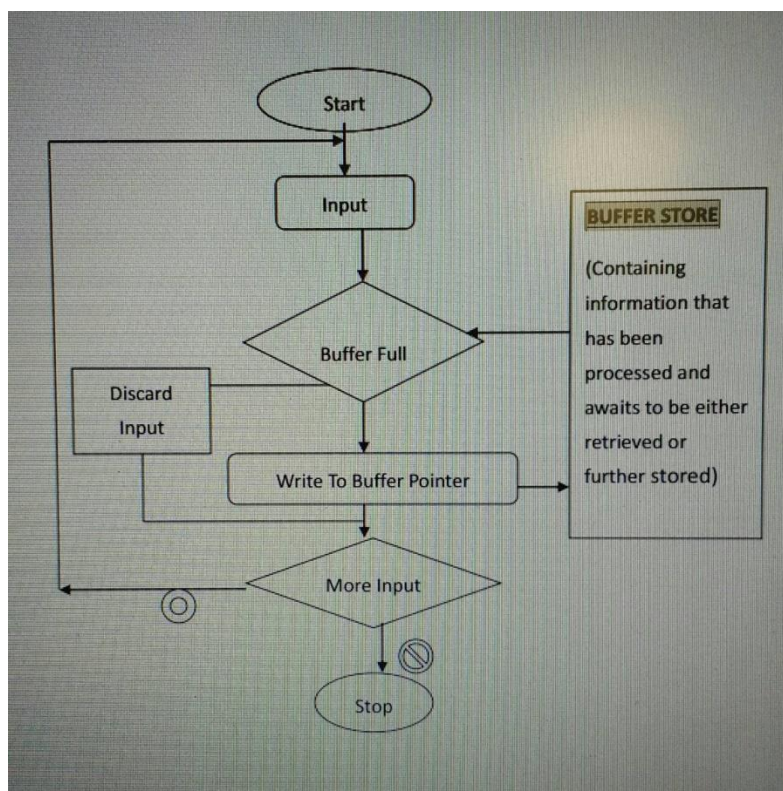 Start
Input
BUFFER STORE
(Containing
information that
has been
processed and
awaits to be either
retrieved or
further stored)
Buffer Full
Discard
Input
Write To Buffer Pointer
More Input
Stop